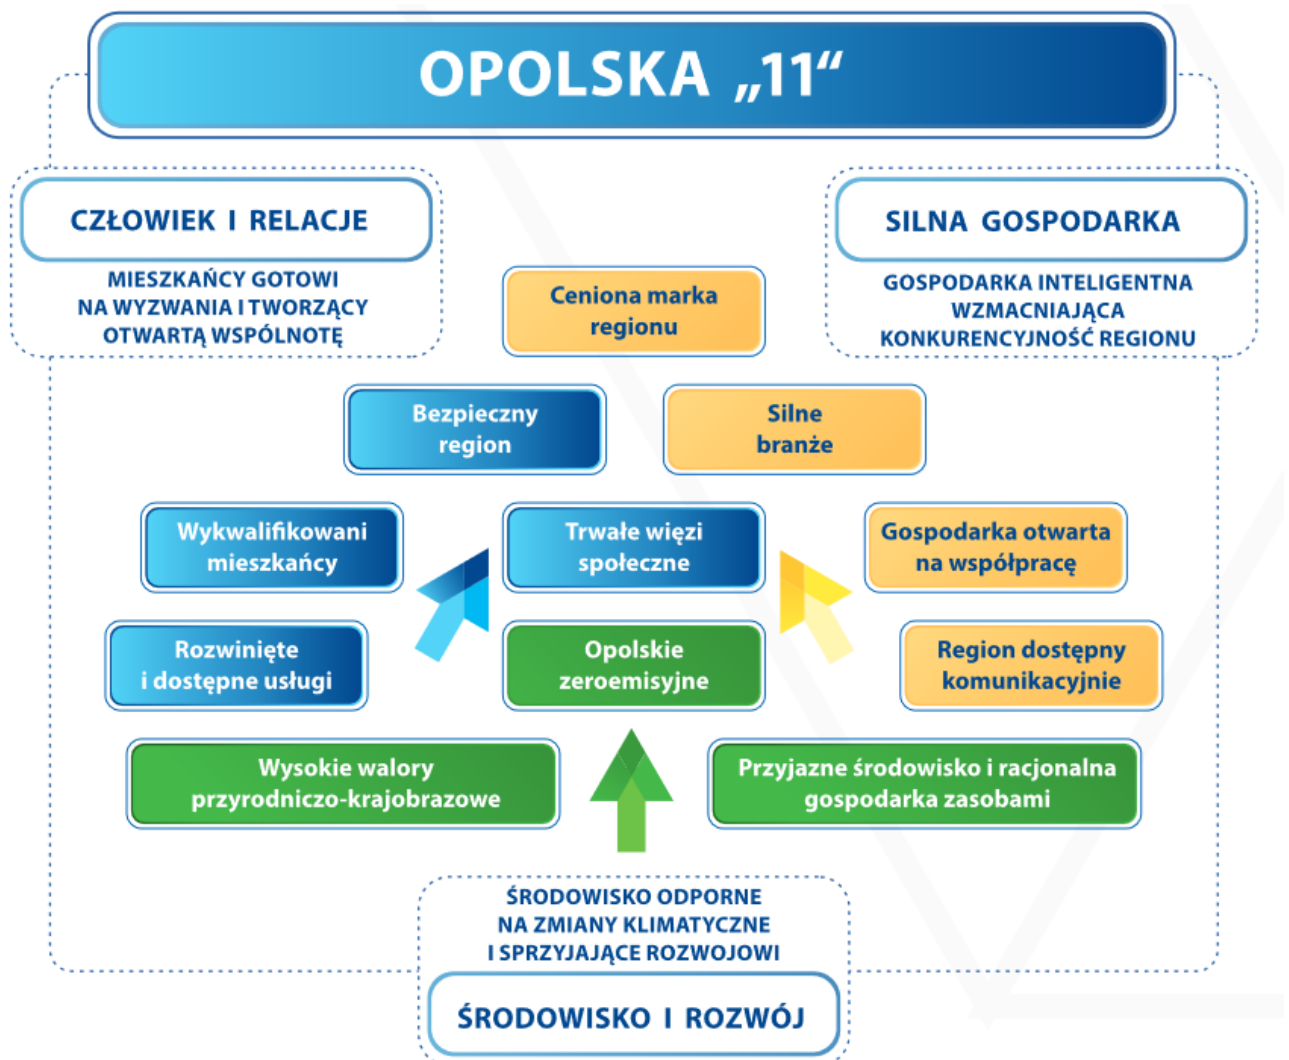 OPOLSKA „11“
CZŁOWIEK I RELACJE
MIESZKAŃCY GOTOWI
NA WYZWANIA I TWORZĄCY
OTWARTĄ WSPÓLNOTĘ
SILNA GOSPODARKA
GOSPODARKA INTELIGENTNA
WZMACNIAJĄCA
KONKURENCYJNOŚĆ REGIONU
Ceniona marka
regionu
Bezpieczny
region
Silne
branże
Wykwalifikowani
mieszkańcy
Trwałe więzi
społeczne
Gospodarka otwarta
na współpracę
Rozwinięte
i dostępne usługi
Opolskie
zeroemisyjne
Region dostępny
komunikacyjnie
Wysokie walory
przyrodniczo-krajobrazowe
Przyjazne środowisko i racjonalna
gospodarka zasobami
ŚRODOWISKO ODPORNE
NA ZMIANY KLIMATYCZNE
I SPRZYJAJĄCE ROZWOJOWI
ŚRODOWISKO I ROZWÓJ